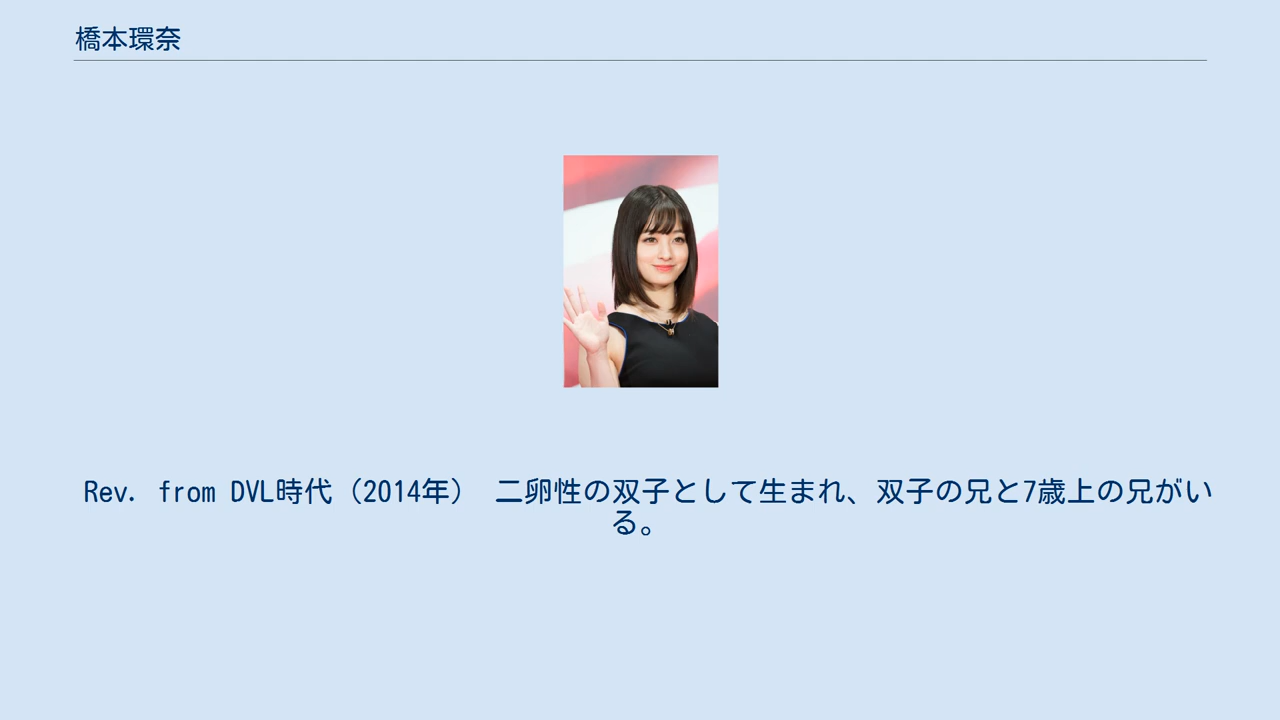 橋本環奈
Rev. from DVL時代（2014年） 二卵性の双子として生まれ、双子の兄と7歳上の兄がい
る。